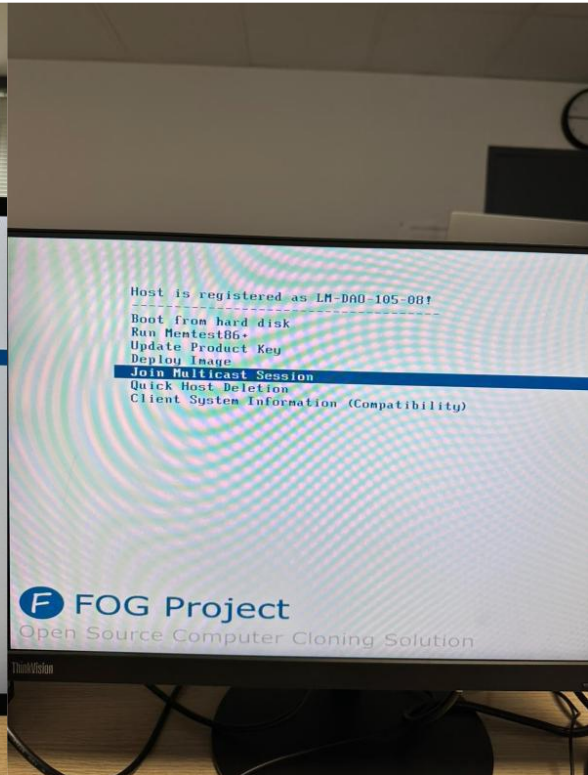 Host is registered as LM-DAO-105-08!
Boot from hard disk
Run Memtest86+
Update Product Key
Deploy Image
Join Multicast Session
Quick Host Deletion
Client System Information (Compatibility)
F FOG Project
Open Source Computer Cloning Solution
ThinkVision